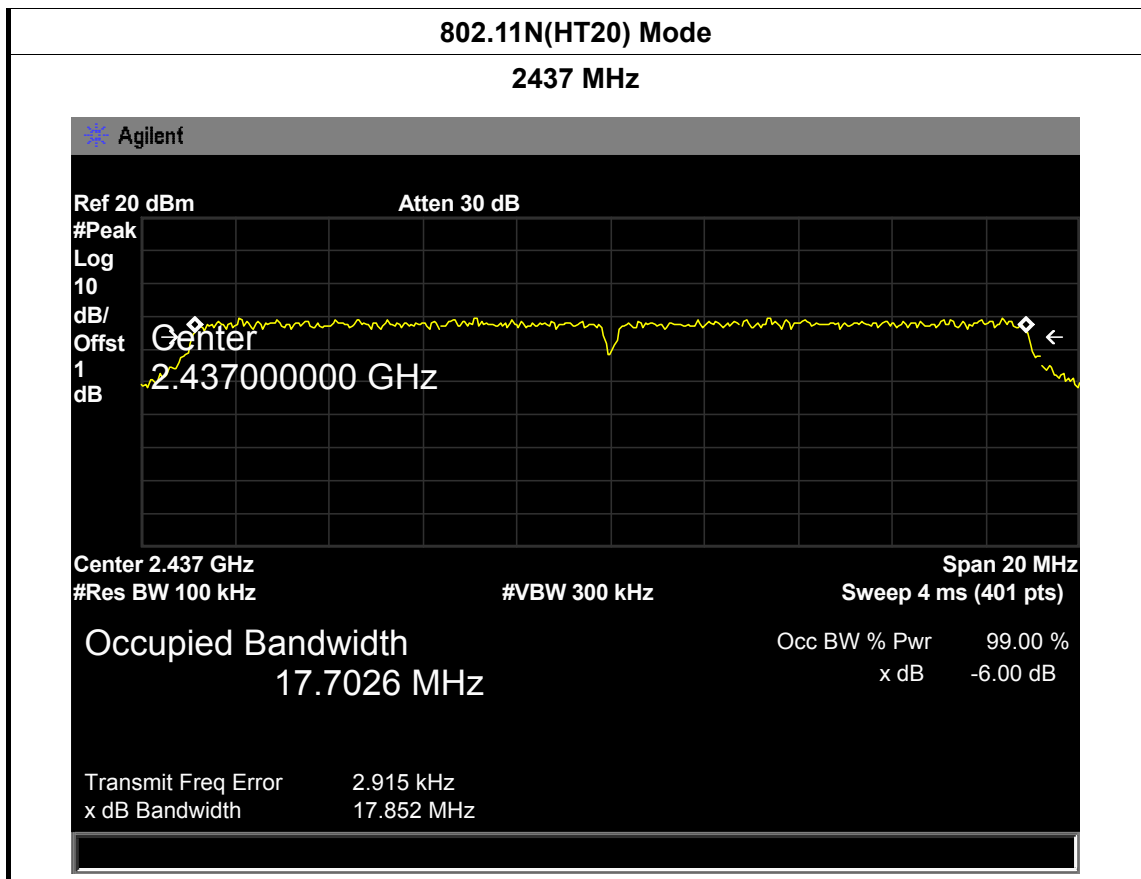 802.11N(HT20) Mode
2437 MHz
Agilent
Ref 20 dBm Atten 30 dB
#Peak
Log
10
dB/
Offst
1
dB
Center
2.437000000 GHz
Center 2.437 GHz Span 20 MHz
#Res BW 100 kHz #VBW 300 kHz Sweep 4 ms (401 pts)
Occupied Bandwidth Occ BW % Pwr 99.00 %
17.7026 MHz x dB -6.00 dB
Transmit Freq Error 2.915 kHz
x dB Bandwidth 17.852 MHz